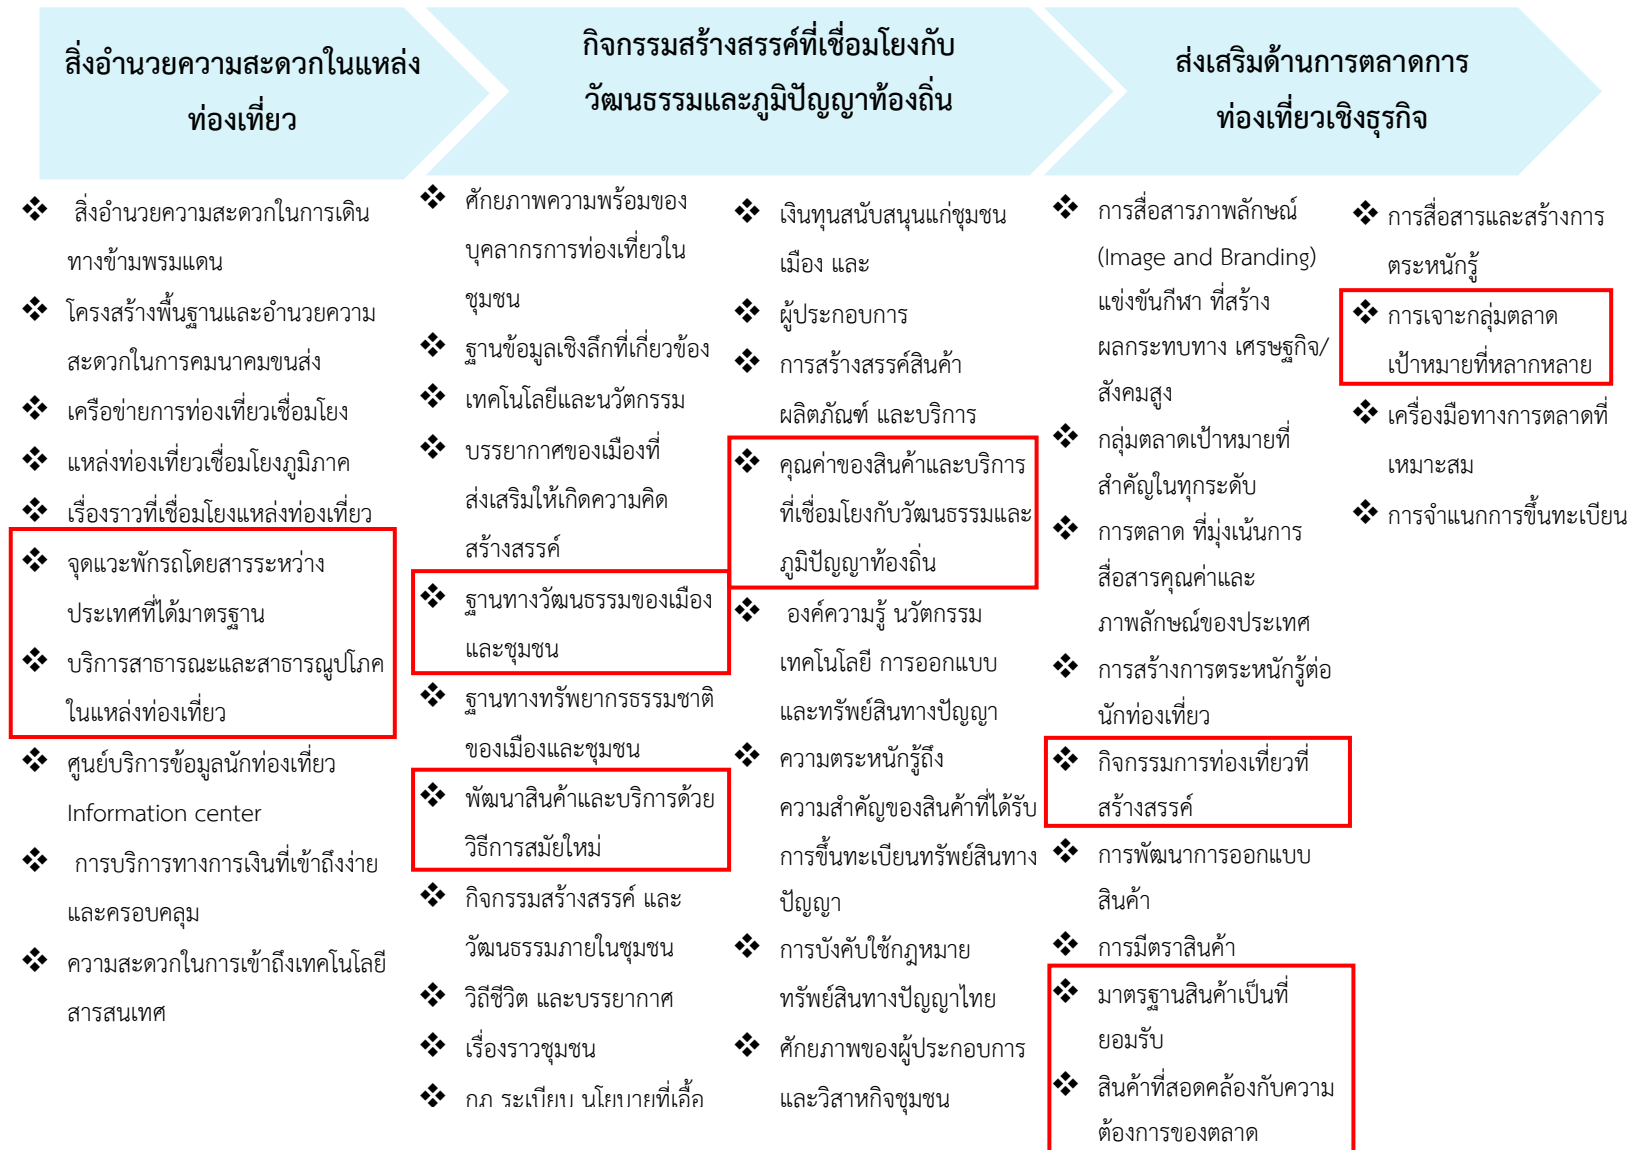 สิ่งอำนวยความสะดวกในแหล่ง
ท่องเที่ยว
กิจกรรมสร้างสรรค์ที่เชื่อมโยงกับ
วัฒนธรรมและภูมิปัญญาท้องถิ่น
ส่งเสริมด้านการตลาดการ
ท่องเที่ยวเชิงธุรกิจ
❖ สิ่งอำนวยความสะดวกในการเดิน
ทางข้ามพรมแดน
❖ โครงสร้างพื้นฐานและอำนวยความ
สะดวกในการคมนาคมขนส่ง
❖ เครือข่ายการท่องเที่ยวเชื่อมโยง
❖ แหล่งท่องเที่ยวเชื่อมโยงภูมิภาค
❖ เรื่องราวที่เชื่อมโยงแหล่งท่องเที่ยว
❖ จุดแวะพักรถโดยสารระหว่าง
ประเทศที่ได้มาตรฐาน
❖ บริการสาธารณะและสาธารณูปโภค
ในแหล่งท่องเที่ยว
❖ ศูนย์บริการข้อมูลนักท่องเที่ยว
Information center
❖ การบริการทางการเงินที่เข้าถึงง่าย
และครอบคลุม
❖ ความสะดวกในการเข้าถึงเทคโนโลยี
สารสนเทศ
❖ ศักยภาพความพร้อมของ
บุคลากรการท่องเที่ยวใน
ชุมชน
❖ ฐานข้อมูลเชิงลึกที่เกี่ยวข้อง
❖ เทคโนโลยีและนวัตกรรม
❖ บรรยากาศของเมืองที่
ส่งเสริมให้เกิดความคิด
สร้างสรรค์
❖ ฐานทางวัฒนธรรมของเมือง
และชุมชน
❖ ฐานทางทรัพยากรธรรมชาติ
ของเมืองและชุมชน
❖ พัฒนาสินค้าและบริการด้วย
วิธีการสมัยใหม่
❖ กิจกรรมสร้างสรรค์ และ
วัฒนธรรมภายในชุมชน
❖ วิถีชีวิต และบรรยากาศ
❖ เรื่องราวชุมชน
❖ กฎ ระเบียบ นโยบายที่เอื้อ
❖ เงินทุนสนับสนุนแก่ชุมชน
เมือง และ
❖ ผู้ประกอบการ
❖ การสร้างสรรค์สินค้า
ผลิตภัณฑ์ และบริการ
❖ คุณค่าของสินค้าและบริการ
ที่เชื่อมโยงกับวัฒนธรรมและ
ภูมิปัญญาท้องถิ่น
❖ องค์ความรู้ นวัตกรรม
เทคโนโลยี การออกแบบ
และทรัพย์สินทางปัญญา
❖ ความตระหนักรู้ถึง
ความสำคัญของสินค้าที่ได้รับ
การขึ้นทะเบียนทรัพย์สินทาง
ปัญญา
❖ การบังคับใช้กฎหมาย
ทรัพย์สินทางปัญญาไทย
❖ ศักยภาพของผู้ประกอบการ
และวิสาหกิจชุมชน
❖ การสื่อสารภาพลักษณ์
(Image and Branding)
แข่งขันกีฬา ที่สร้าง
ผลกระทบทาง เศรษฐกิจ/
สังคมสูง
❖ กลุ่มตลาดเป้าหมายที่
สำคัญในทุกระดับ
❖ การตลาด ที่มุ่งเน้นการ
สื่อสารคุณค่าและ
ภาพลักษณ์ของประเทศ
❖ การสร้างการตระหนักรู้ต่อ
นักท่องเที่ยว
❖ กิจกรรมการท่องเที่ยวที่
สร้างสรรค์
❖ การพัฒนาการออกแบบ
สินค้า
❖ การมีตราสินค้า
❖ มาตรฐานสินค้าเป็นที่
ยอมรับ
❖ สินค้าที่สอดคล้องกับความ
ต้องการของตลาด
❖ การสื่อสารและสร้างการ
ตระหนักรู้
❖ การเจาะกลุ่มตลาด
เป้าหมายที่หลากหลาย
❖ เครื่องมือทางการตลาดที่
เหมาะสม
❖ การจำแนกการขึ้นทะเบียน